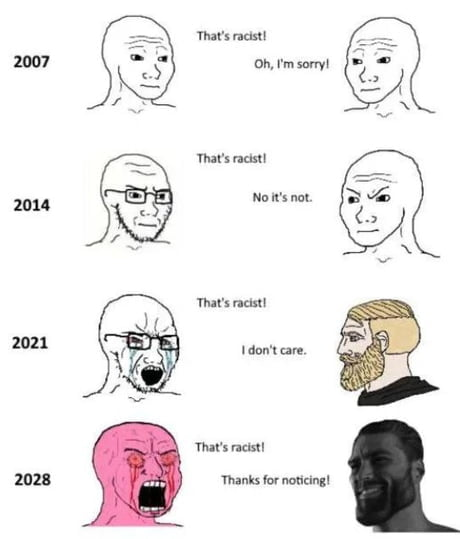 That's racist!
2007
Oh, I'm sorry!
That's racist!
2014
No it's not.
That's racist!
2021
I don't care.
That's racist!
2028
Thanks for noticing!